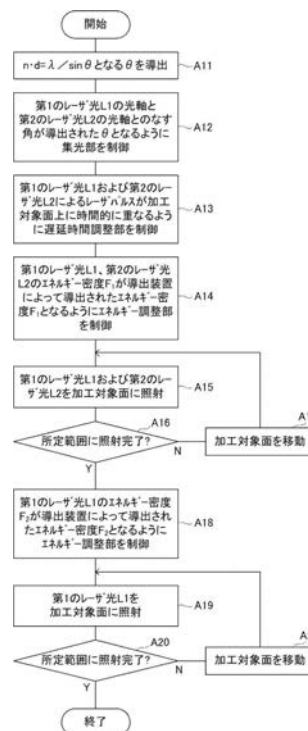 開始
n・d=λ/sinθとなるθを導出
A11
第1のレーザ光L1の光軸と
第2のレーザ光L2の光軸とのなす
角が導出されたθとなるように
集光部を制御
A12
第1のレーザ光L1および第2のレー
ザ光L2によるレーザパルスが加工
対象面上に時間的に重なるように
遅延時間調整部を制御
A13
第1のレーザ光L1、第2のレーザ光
L2のエネルギー密度F₁が導出装置
によって導出されたエネルギー密
度F₁となるようにエネルギー調整部
を制御
A14
第1のレーザ光L1および第2のレー
ザ光L2を加工対象面に照射
A15
A16
所定範囲に照射完了?
N
Y
加工対象面を移動
第1のレーザ光L1のエネルギー密度
F₂が導出装置によって導出され
たエネルギー密度F₂となるように
エネルギー調整部を制御
A18
第1のレーザ光L1を
加工対象面に照射
A19
A20
所定範囲に照射完了?
N
Y
加工対象面を移動
終了